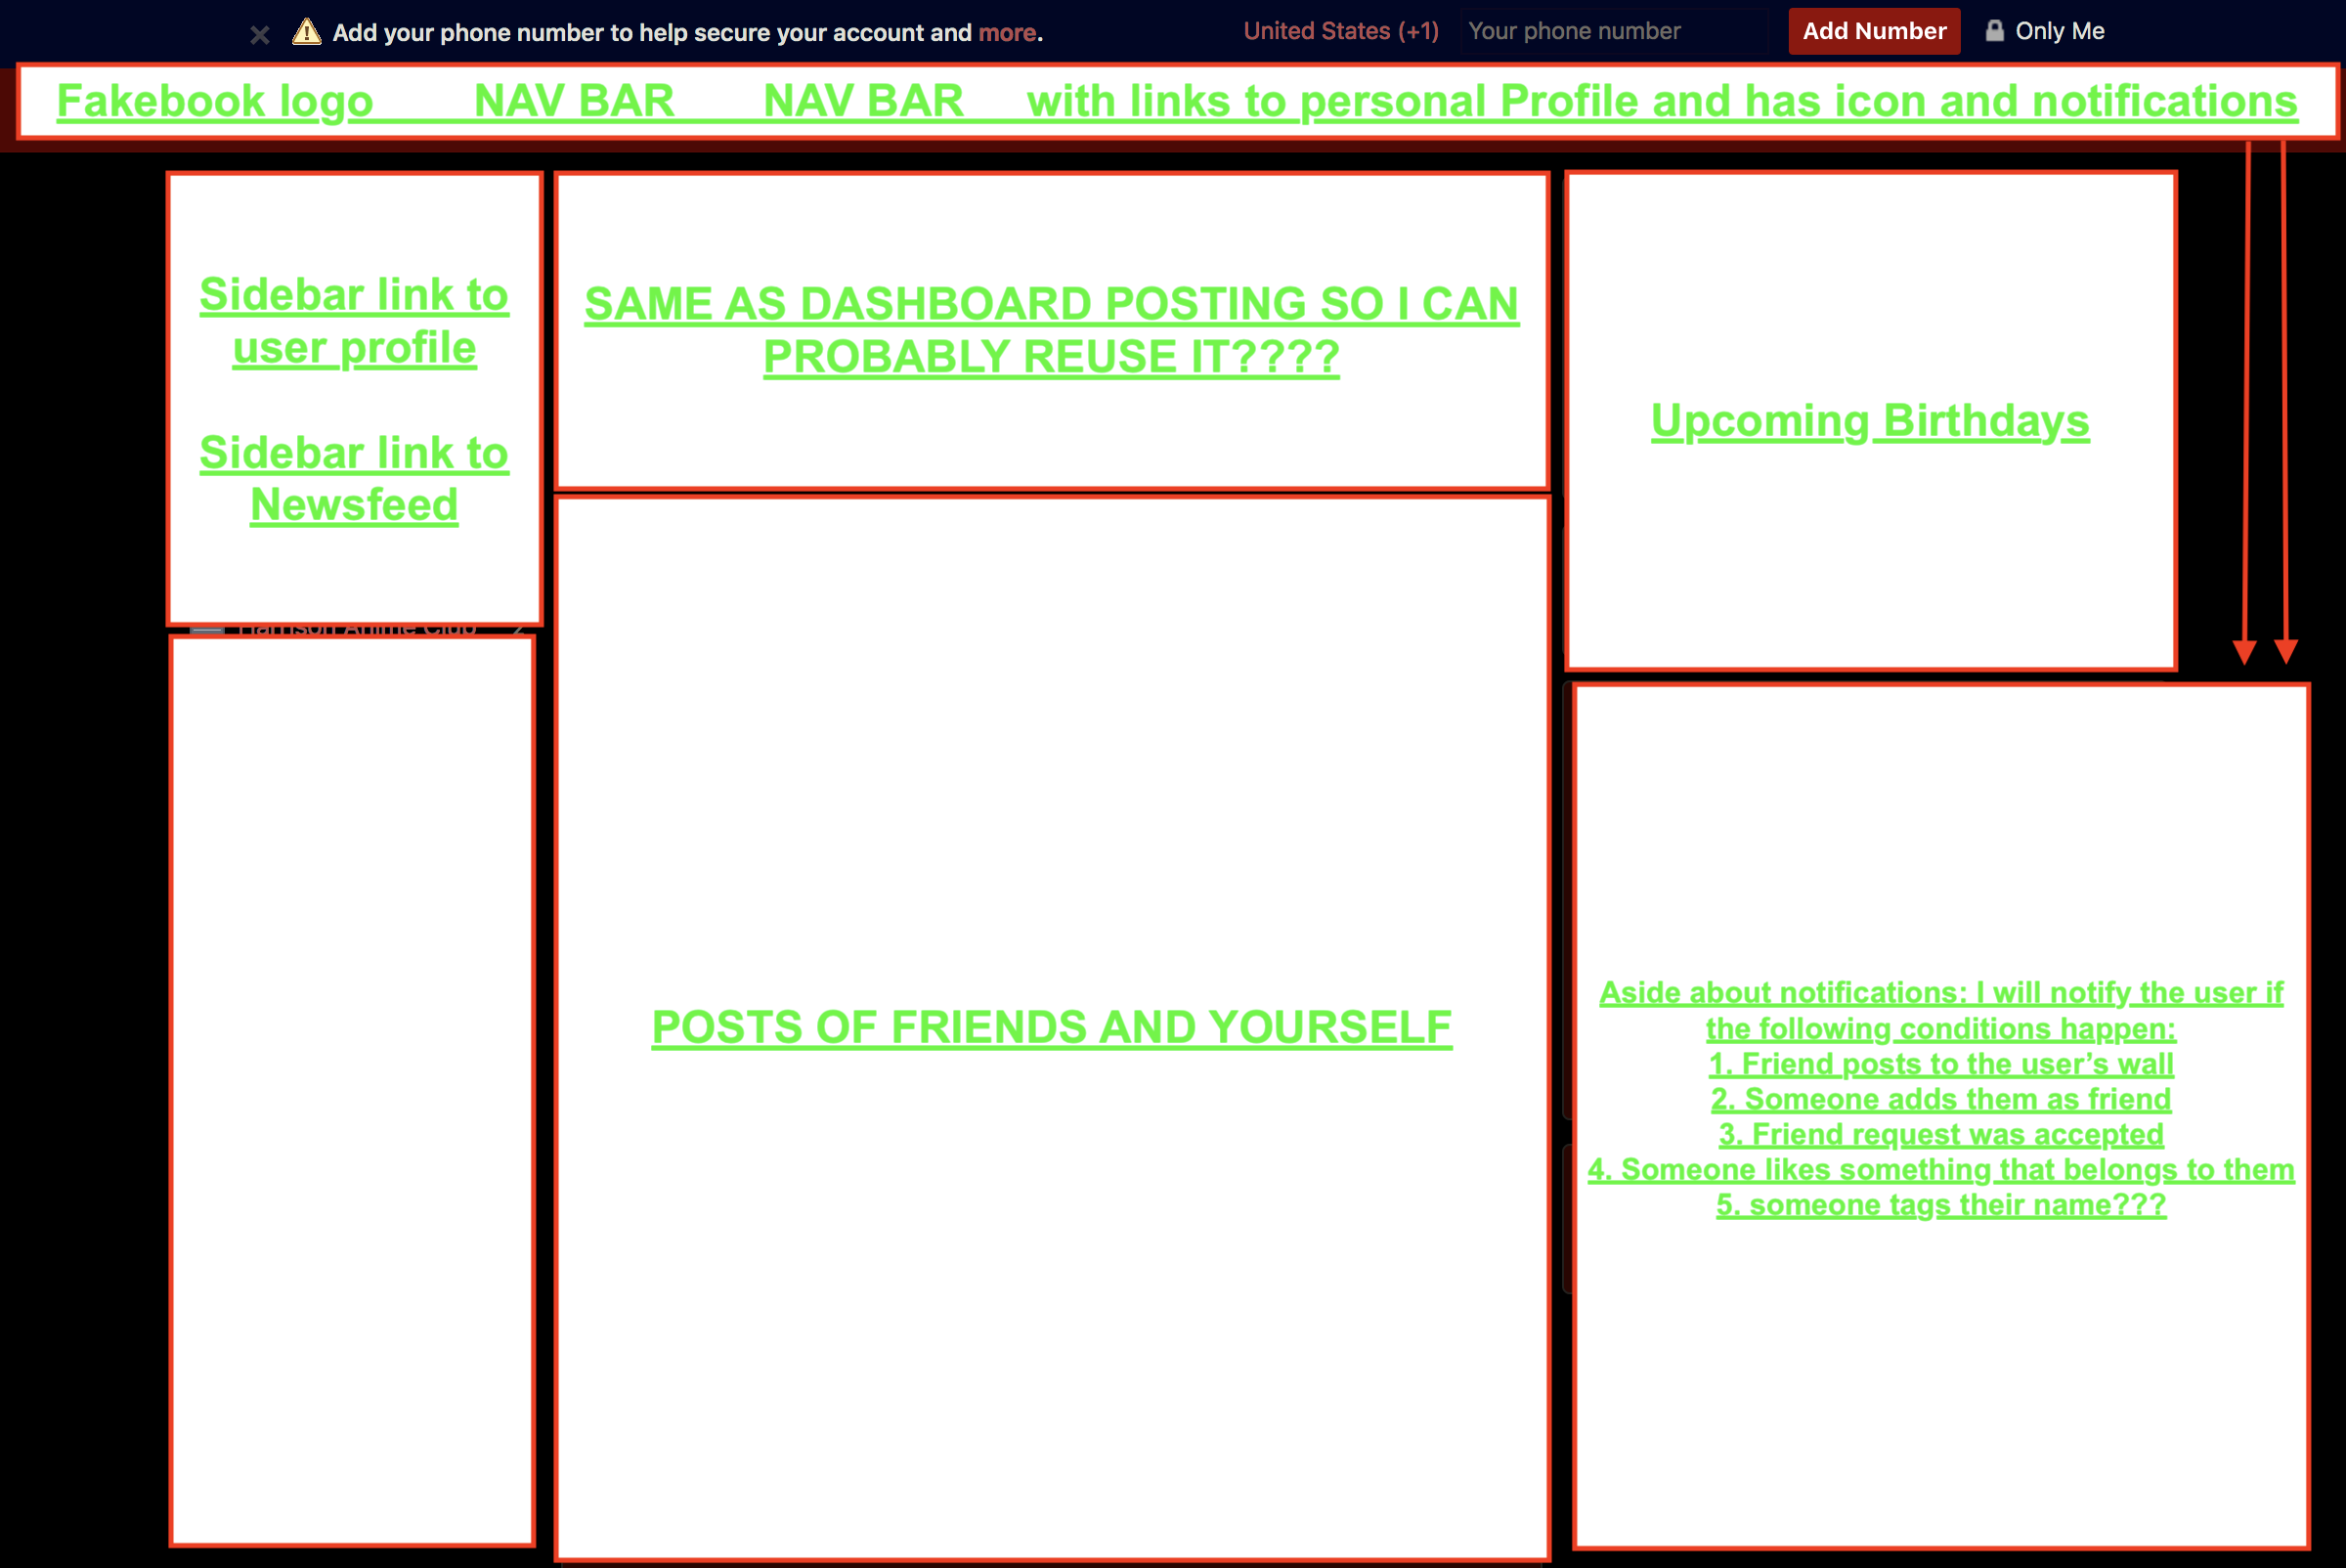 Add your phone number to help secure your account and more.
United States (+1) Your phone number Add Number Only Me
Fakebook logo NAV BAR NAV BAR with links to personal Profile and has icon and notifications
Sidebar link to
user profile
Sidebar link to
Newsfeed
Harrison Anime Club 2
SAME AS DASHBOARD POSTING SO I CAN
PROBABLY REUSE IT????
POSTS OF FRIENDS AND YOURSELF
Upcoming Birthdays
Aside about notifications: I will notify the user if
the following conditions happen:
1. Friend posts to the user’s wall
2. Someone adds them as friend
3. Friend request was accepted
4. Someone likes something that belongs to them
5. someone tags their name???